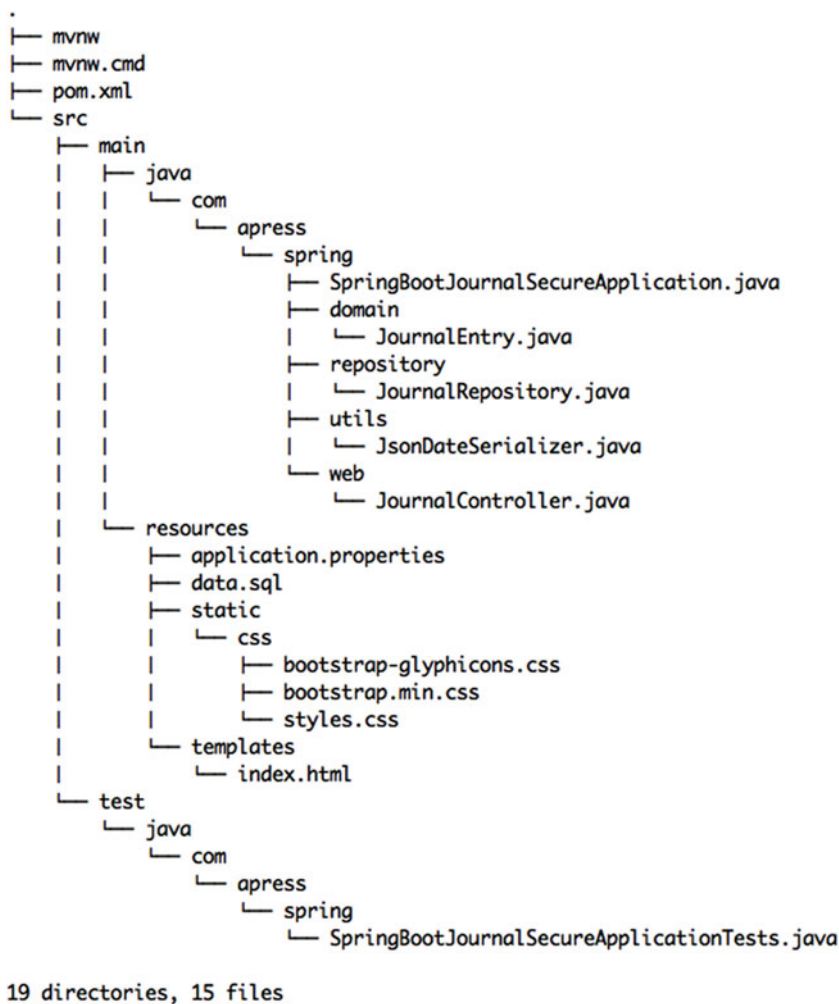 .
├── mvnw
├── mvnw.cmd
├── pom.xml
└── src
    ├── main
    |   ├── java
    |   |   └── com
    |   |       └── apress
    |   |           └── spring
    |   |               ├── SpringBootJournalSecureApplication.java
    |   |               ├── domain
    |   |               |   └── JournalEntry.java
    |   |               ├── repository
    |   |               |   └── JournalRepository.java
    |   |               ├── utils
    |   |               |   └── JsonDateSerializer.java
    |   |               └── web
    |   |                   └── JournalController.java
    |   └── resources
    |       ├── application.properties
    |       ├── data.sql
    |       ├── static
    |       |   └── css
    |       |       ├── bootstrap-glyphicons.css
    |       |       ├── bootstrap.min.css
    |       |       └── styles.css
    |       └── templates
    |           └── index.html
    └── test
        └── java
            └── com
                └── apress
                    └── spring
                        └── SpringBootJournalSecureApplicationTests.java
19 directories, 15 files